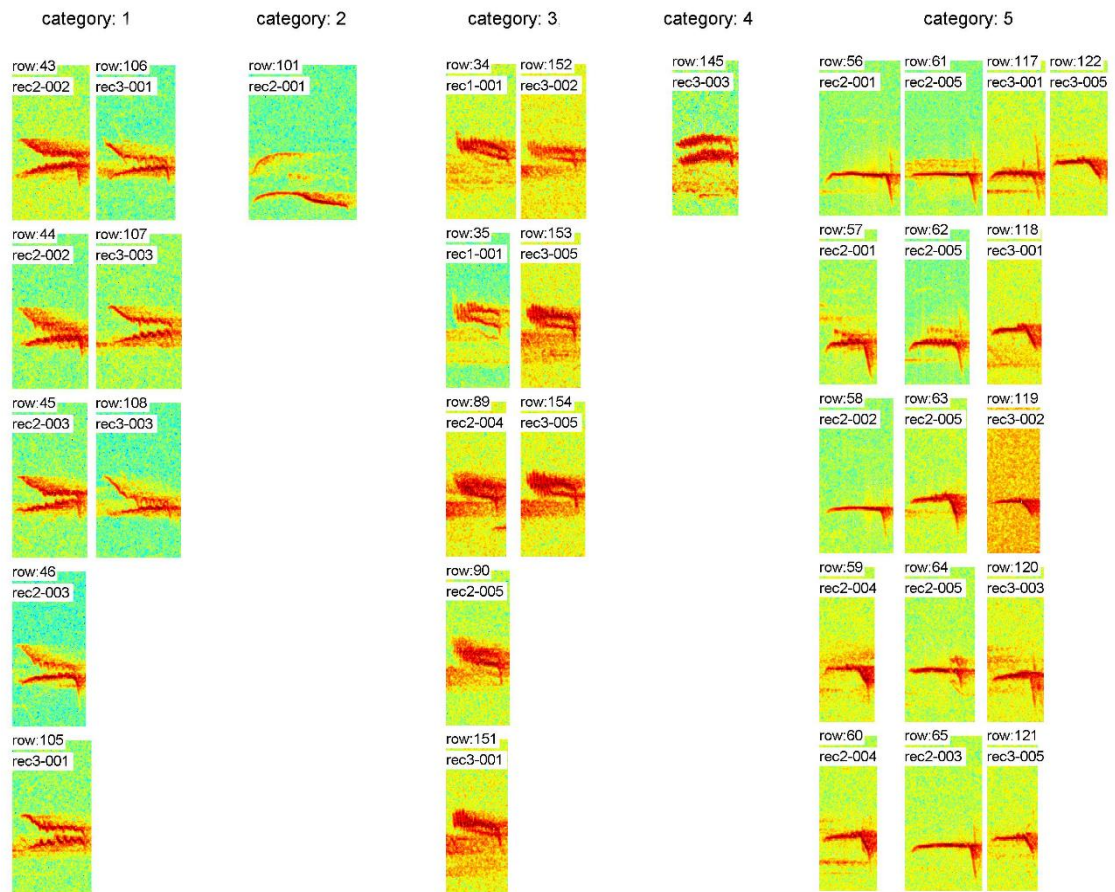 category: 1
category: 2
category: 3
category: 4
category: 5
row:43
rec2-002
row:106
rec3-001
row:101
rec2-001
row:34
rec1-001
row:152
rec3-002
row:145
rec3-003
row:56
rec2-001
row:61
rec2-005
row:117
rec3-001
row:122
rec3-005
row:44
rec2-002
row:107
rec3-003
row:35
rec1-001
row:153
rec3-005
row:57
rec2-001
row:62
rec2-005
row:118
rec3-001
row:45
rec2-003
row:108
rec3-003
row:89
rec2-004
row:154
rec3-005
row:58
rec2-002
row:63
rec2-005
row:119
rec3-002
row:46
rec2-003
row:90
rec2-005
row:59
rec2-004
row:64
rec2-005
row:120
rec3-003
row:105
rec3-001
row:151
rec3-001
row:60
rec2-004
row:65
rec2-003
row:121
rec3-005